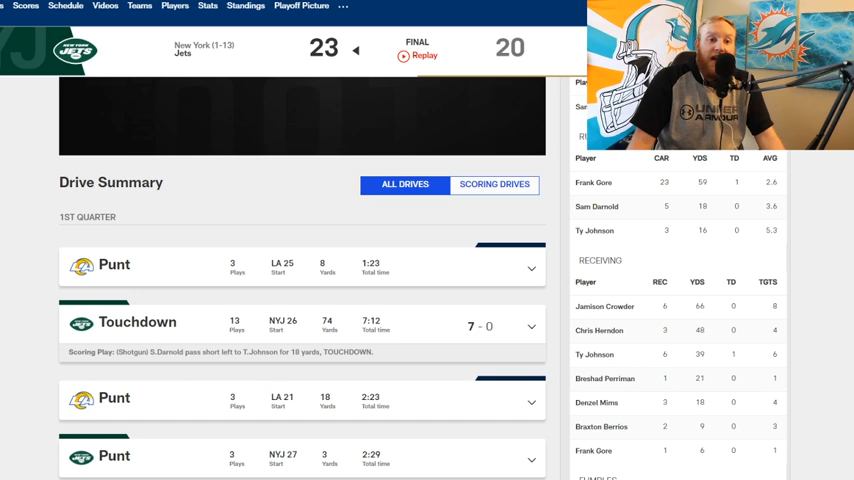 s Scores Schedule Videos Teams Players Stats Standings Playoff Picture ...
NEW YORK
JETS
New York (1-13)
Jets
23
FINAL
Replay
20
UNDER ARMOUR
Drive Summary
ALL DRIVES
SCORING DRIVES
1ST QUARTER
Punt
3 LA 25 8 1:23
Plays Start Yards Total time
Touchdown
13 NYJ 26 74 7:12
Plays Start Yards Total time
7 - 0
Scoring Play: (Shotgun) S.Darnold pass short left to T.Johnson for 18 yards, TOUCHDOWN.
Punt
3 LA 21 18 2:23
Plays Start Yards Total time
Punt
3 NYJ 27 3 2:29
Plays Start Yards Total time
Player CAR YDS TD AVG
Frank Gore 23 59 1 2.6
Sam Darnold 5 18 0 3.6
Ty Johnson 3 16 0 5.3
RECEIVING
Player REC YDS TD TGTS
Jamison Crowder 6 66 0 8
Chris Herndon 3 48 0 4
Ty Johnson 6 39 1 6
Breshad Perriman 1 21 0 1
Denzel Mims 3 18 0 4
Braxton Berrios 2 9 0 3
Frank Gore 1 6 0 1
FUMBLES